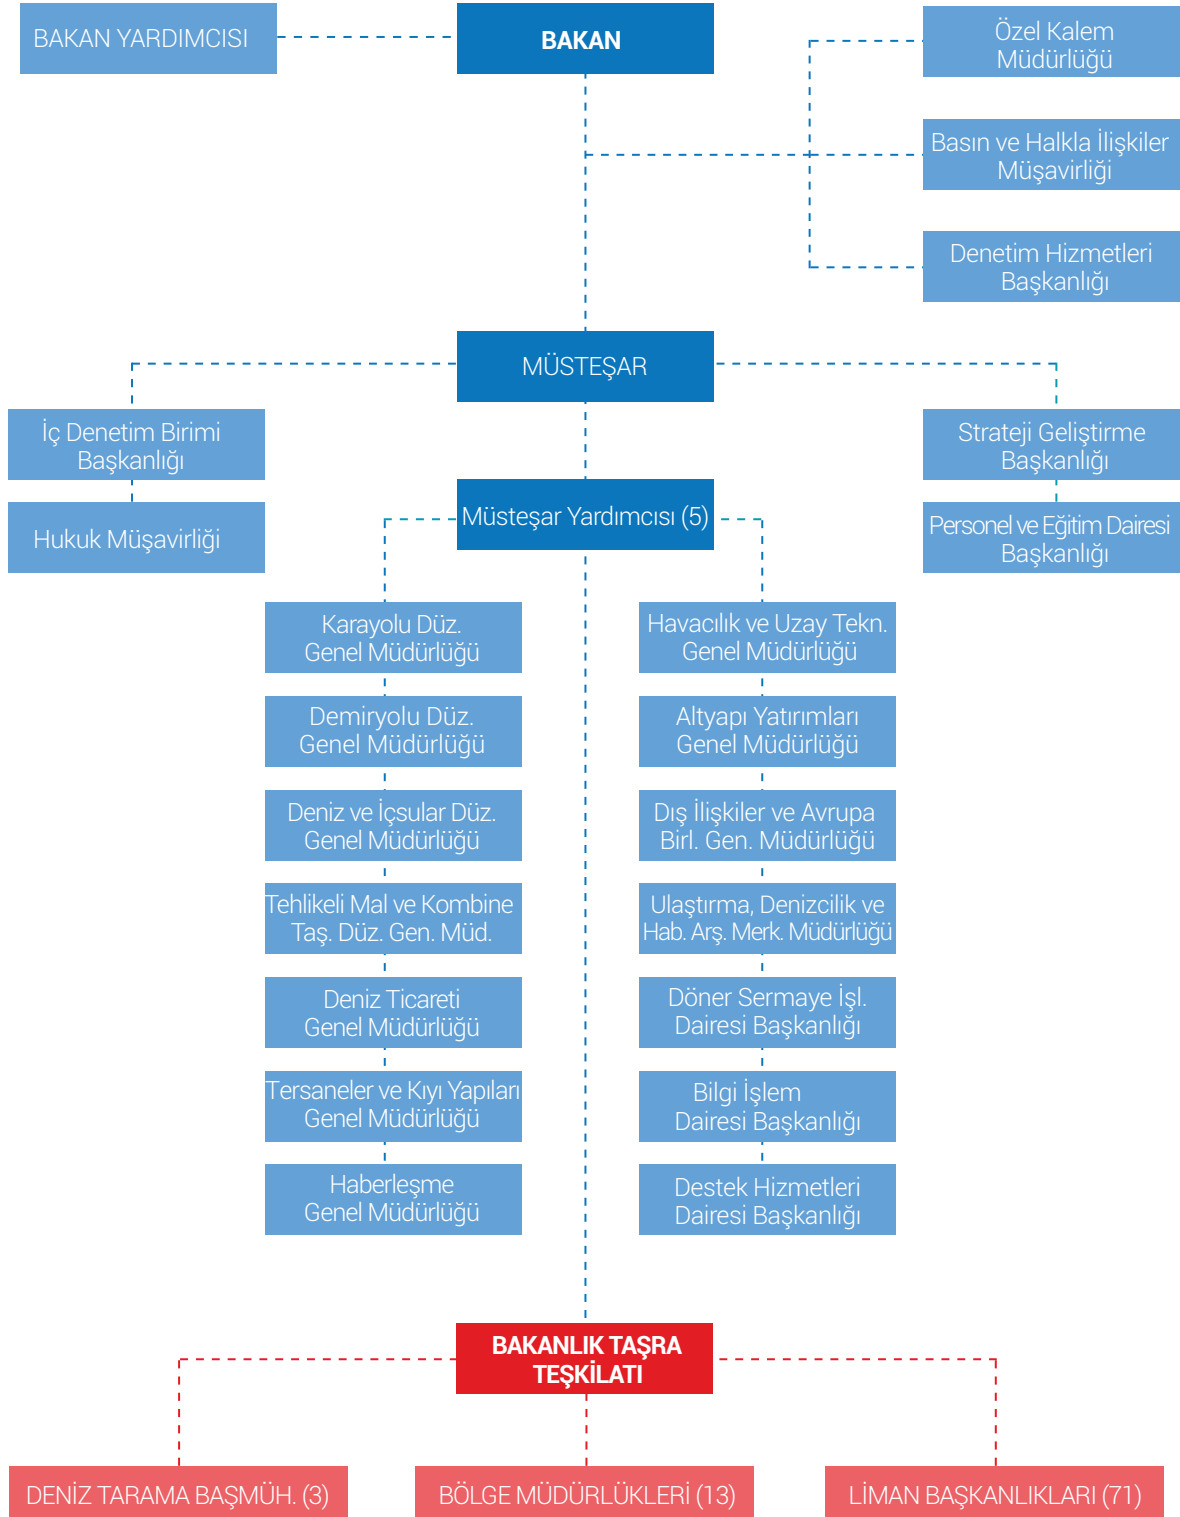 BAKAN YARDIMCISI
BAKAN
Özel Kalem
Müdürlüğü
Basın ve Halkla İlişkiler
Müşavirliği
Denetim Hizmetleri
Başkanlığı
MÜSTEŞAR
İç Denetim Birimi
Başkanlığı
Strateji Geliştirme
Başkanlığı
Hukuk Müşavirliği
Müsteşar Yardımcısı (5)
Personel ve Eğitim Dairesi
Başkanlığı
Karayolu Düz.
Genel Müdürlüğü
Demiryolu Düz.
Genel Müdürlüğü
Deniz ve İçsular Düz.
Genel Müdürlüğü
Tehlikeli Mal ve Kombine
Taş. Düz. Gen. Müd.
Deniz Ticareti
Genel Müdürlüğü
Tersaneler ve Kıyı Yapıları
Genel Müdürlüğü
Haberleşme
Genel Müdürlüğü
Havacılık ve Uzay Tekn.
Genel Müdürlüğü
Altyapı Yatırımları
Genel Müdürlüğü
Dış İlişkiler ve Avrupa
Birl. Gen. Müdürlüğü
Ulaştırma, Denizcilik ve
Hab. Arş. Merk. Müdürlüğü
Döner Sermaye İşl.
Dairesi Başkanlığı
Bilgi İşlem
Dairesi Başkanlığı
Destek Hizmetleri
Dairesi Başkanlığı
BAKANLIK TAŞRA
TEŞKİLATI
DENİZ TARAMA BAŞMÜH. (3)
BÖLGE MÜDÜRLÜKLERİ (13)
LİMAN BAŞKANLIKLARI (71)